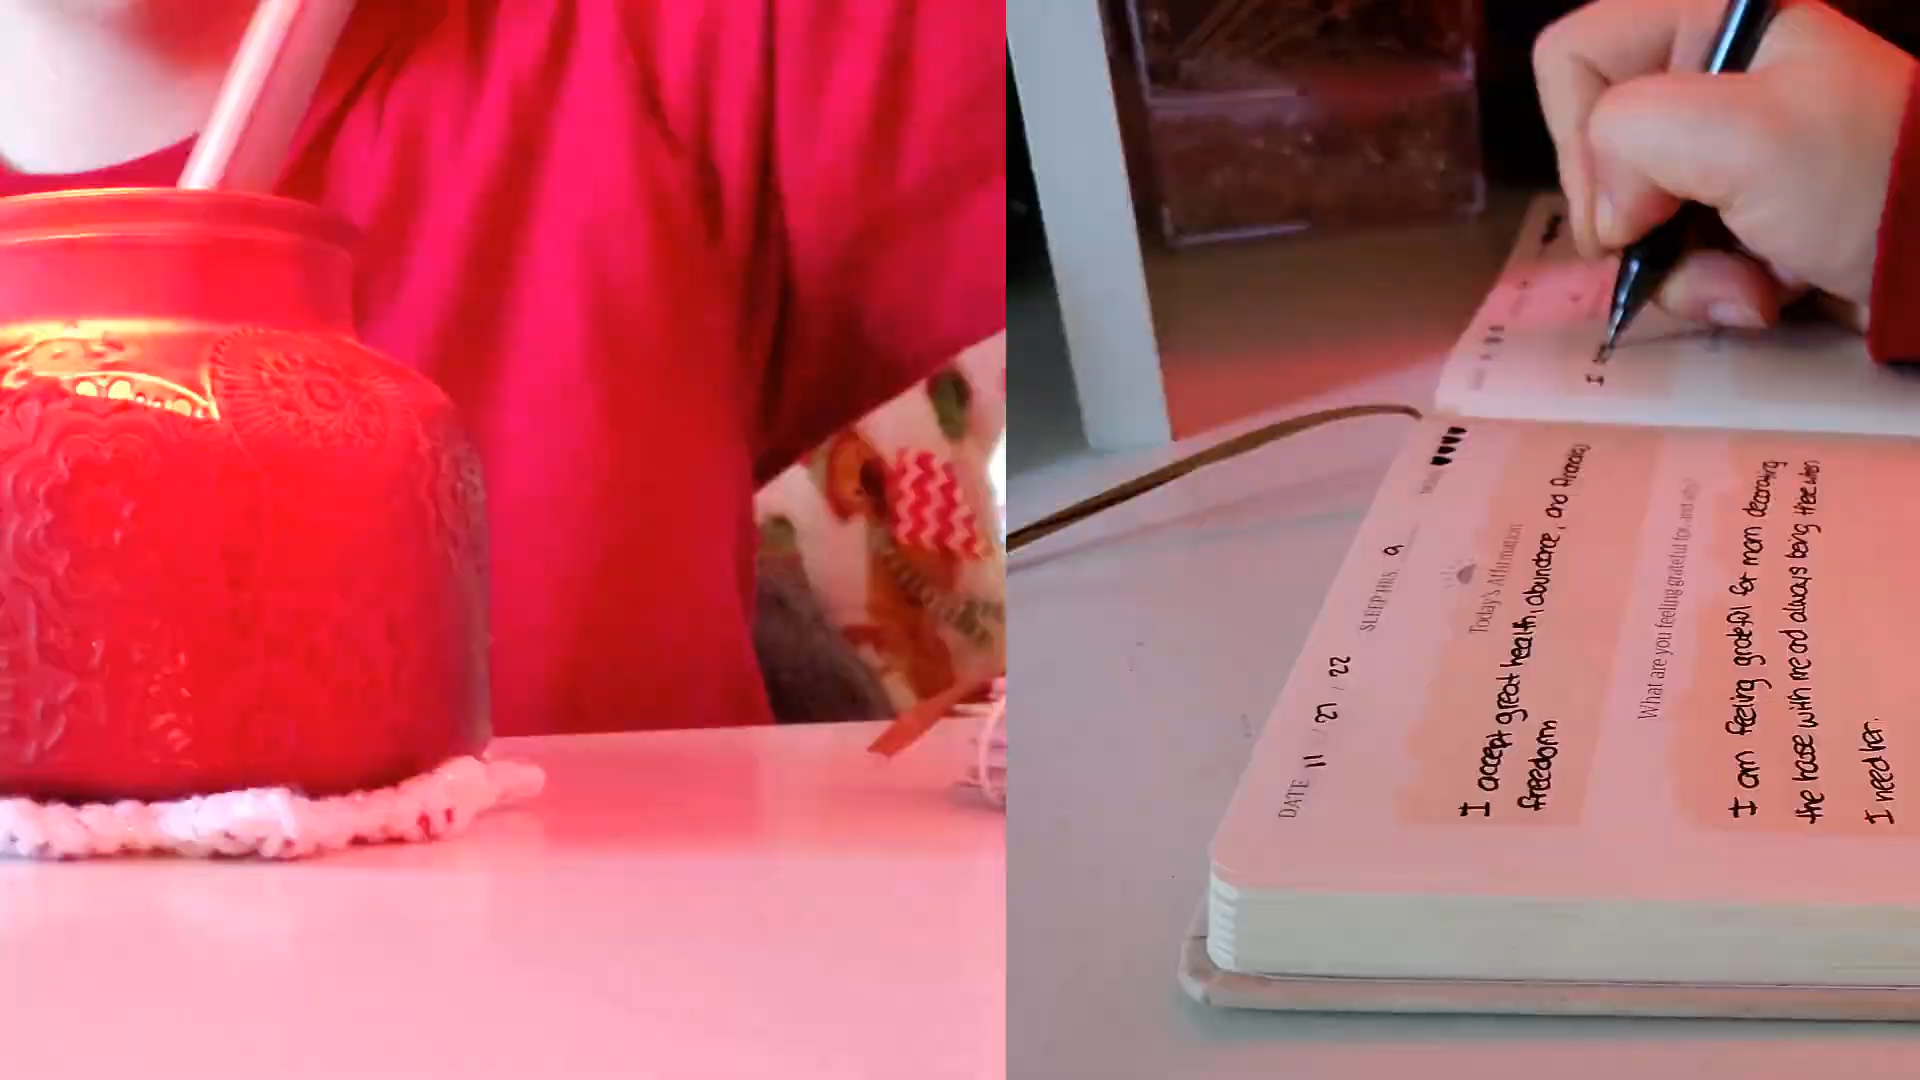 DATE 11 / 27 / 22 SLEEP HRS. 9
Today's Affirmation
I accept great health, abundance, and financial
freedom
What are you feeling grateful for, and why?
I am feeling grateful for mom decorating
the house with me and always being there when
I need her.
I